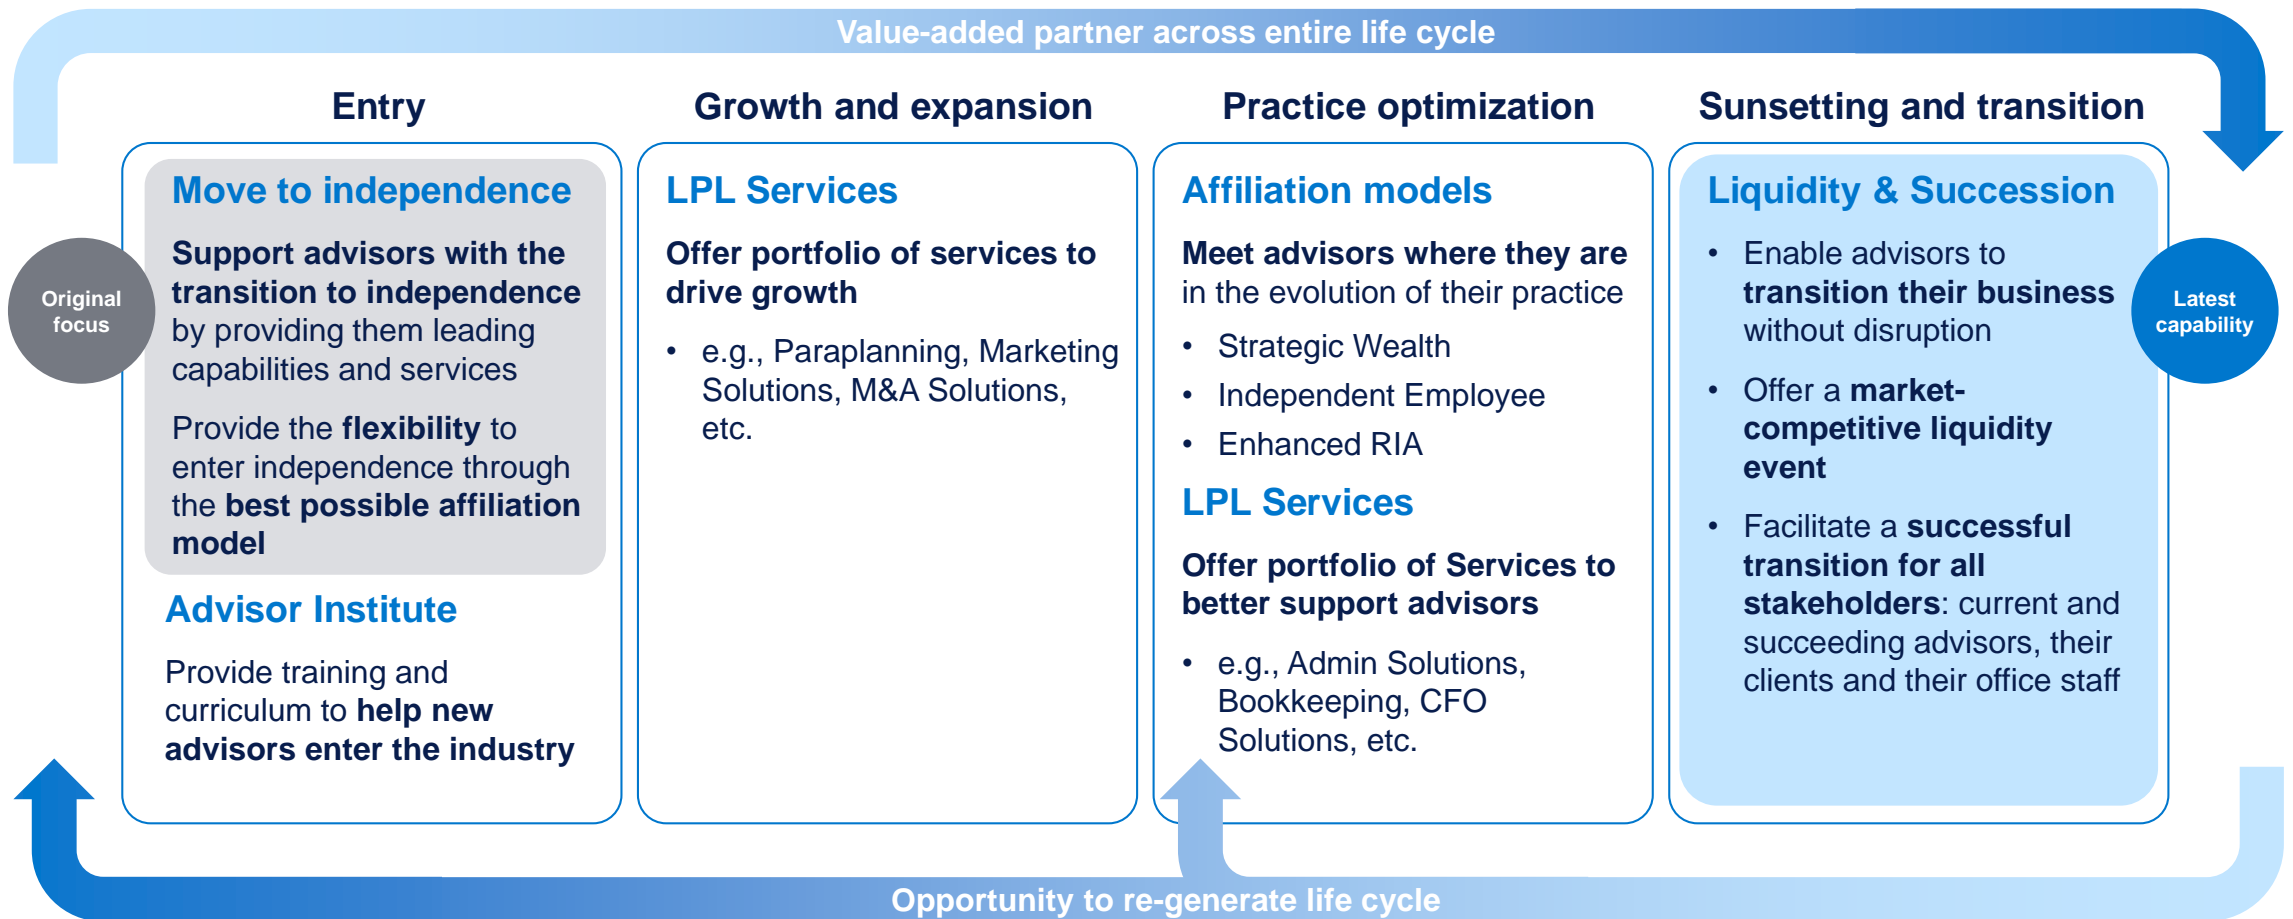 Value-added partner across entire life cycle
Entry
Original
focus
Move to independence
Support advisors with the
transition to independence
by providing them leading
capabilities and services
Provide the flexibility to
enter independence through
the best possible affiliation
model
Advisor Institute
Provide training and
curriculum to help new
advisors enter the industry
Growth and expansion
LPL Services
Offer portfolio of services to
drive growth
• e.g., Paraplanning, Marketing
Solutions, M&A Solutions,
etc.
Practice optimization
Affiliation models
Meet advisors where they are
in the evolution of their practice
• Strategic Wealth
• Independent Employee
• Enhanced RIA
LPL Services
Offer portfolio of Services to
better support advisors
• e.g., Admin Solutions,
Bookkeeping, CFO
Solutions, etc.
Sunsetting and transition
Liquidity & Succession
• Enable advisors to
transition their business
without disruption
• Offer a market-
competitive liquidity
event
• Facilitate a successful
transition for all
stakeholders: current and
succeeding advisors, their
clients and their office staff
Latest
capability
Opportunity to re-generate life cycle